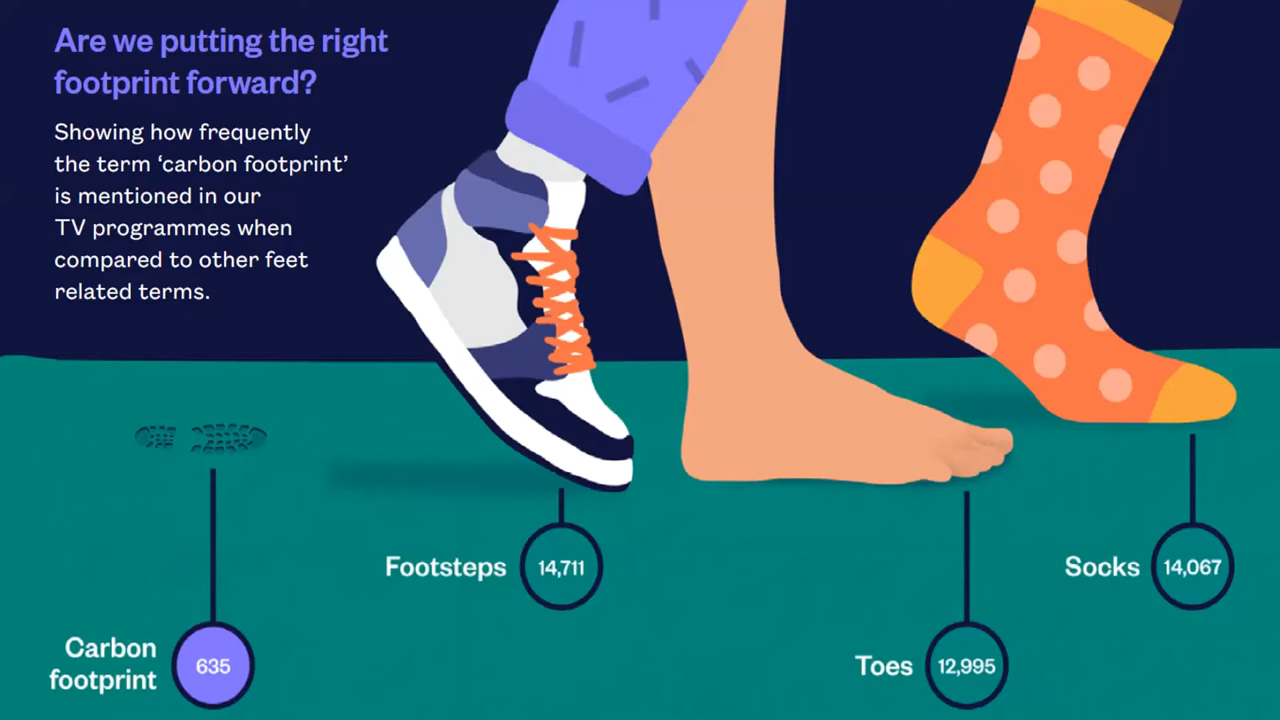 Are we putting the right
footprint forward?
Showing how frequently
the term ‘carbon footprint’
is mentioned in our
TV programmes when
compared to other feet
related terms.
Footsteps 14,711
Socks 14,067
Carbon
footprint 635
Toes 12,995